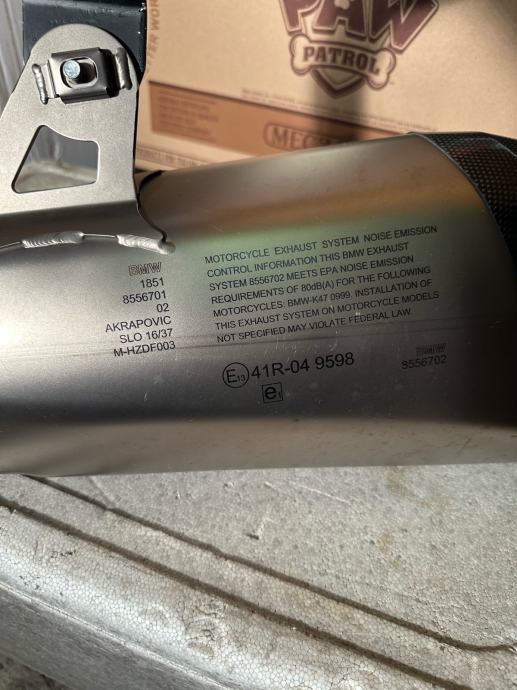 PAW
PATROL
BMW
1851
8556701
02
AKRAPOVIC
SLO 16/37
M-HZDF003
MOTORCYCLE EXHAUST SYSTEM NOISE EMISSION
CONTROL INFORMATION THIS BMW EXHAUST
SYSTEM 8556702 MEETS EPA NOISE EMISSION
REQUIREMENTS OF 80dB(A) FOR THE FOLLOWING
MOTORCYCLES: BMW-K47 0999. INSTALLATION OF
THIS EXHAUST SYSTEM ON MOTORCYCLE MODELS
NOT SPECIFIED MAY VIOLATE FEDERAL LAW
E13 41R-04 9598
e1
BMW
8556702